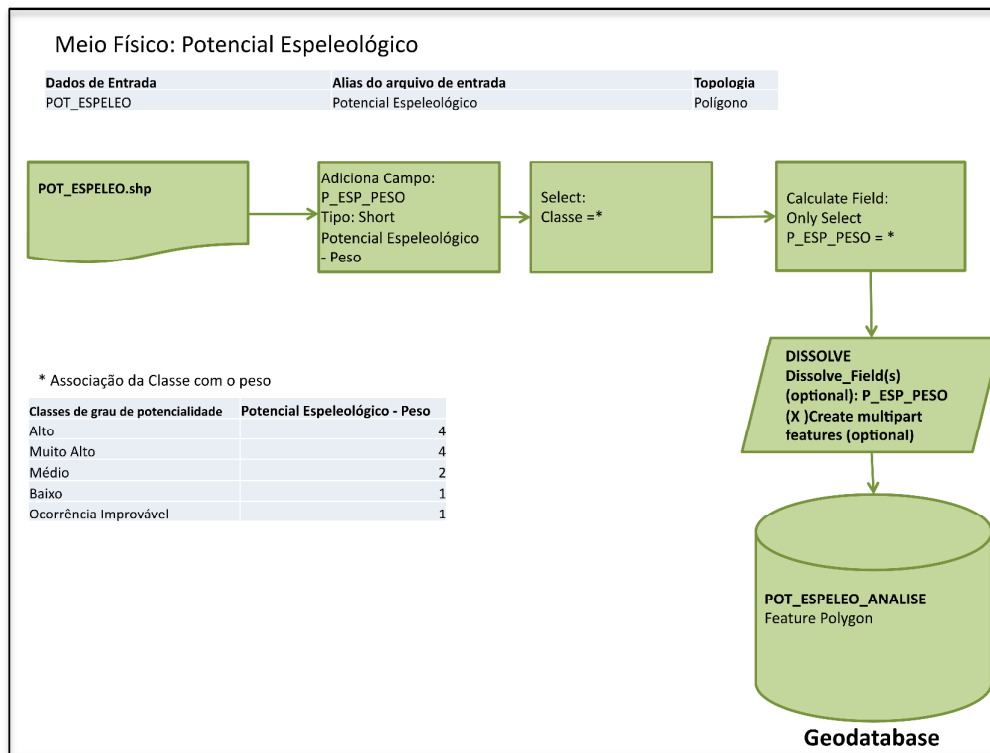 Meio Físico: Potencial Espeleológico
Dados de Entrada Alias do arquivo de entrada Topologia
POT_ESPELEO Potencial Espeleológico Polígono
POT_ESPELEO.shp
Adiciona Campo:
P_ESP_PESO
Tipo: Short
Potencial Espeleológico
- Peso
Select:
Classe =*
Calculate Field:
Only Select
P_ESP_PESO = *
DISSOLVE
Dissolve_Field(s)
(optional): P_ESP_PESO
(X )Create multipart
features (optional)
* Associação da Classe com o peso
Classes de grau de potencialidade Potencial Espeleológico - Peso
Alto 4
Muito Alto 4
Médio 2
Baixo 1
Ocorrência Improvável 1
POT_ESPELEO_ANALISE
Feature Polygon
Geodatabase